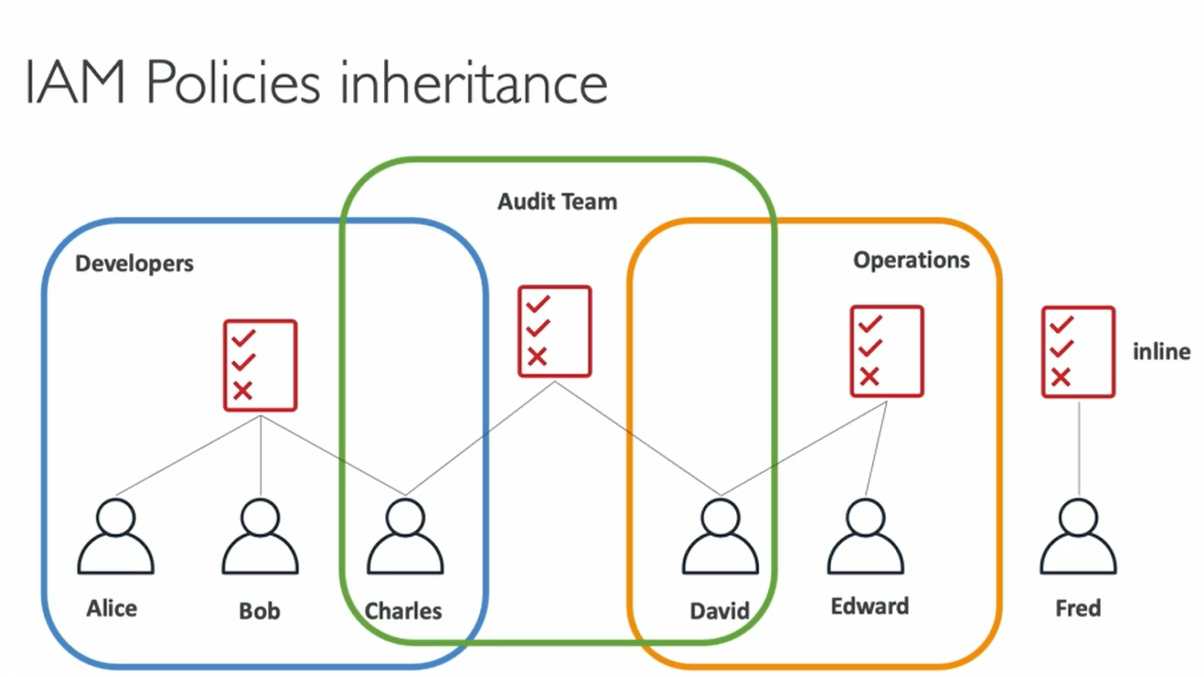 IAM Policies inheritance
Audit Team
Developers
Operations
inline
Alice
Bob
Charles
David
Edward
Fred